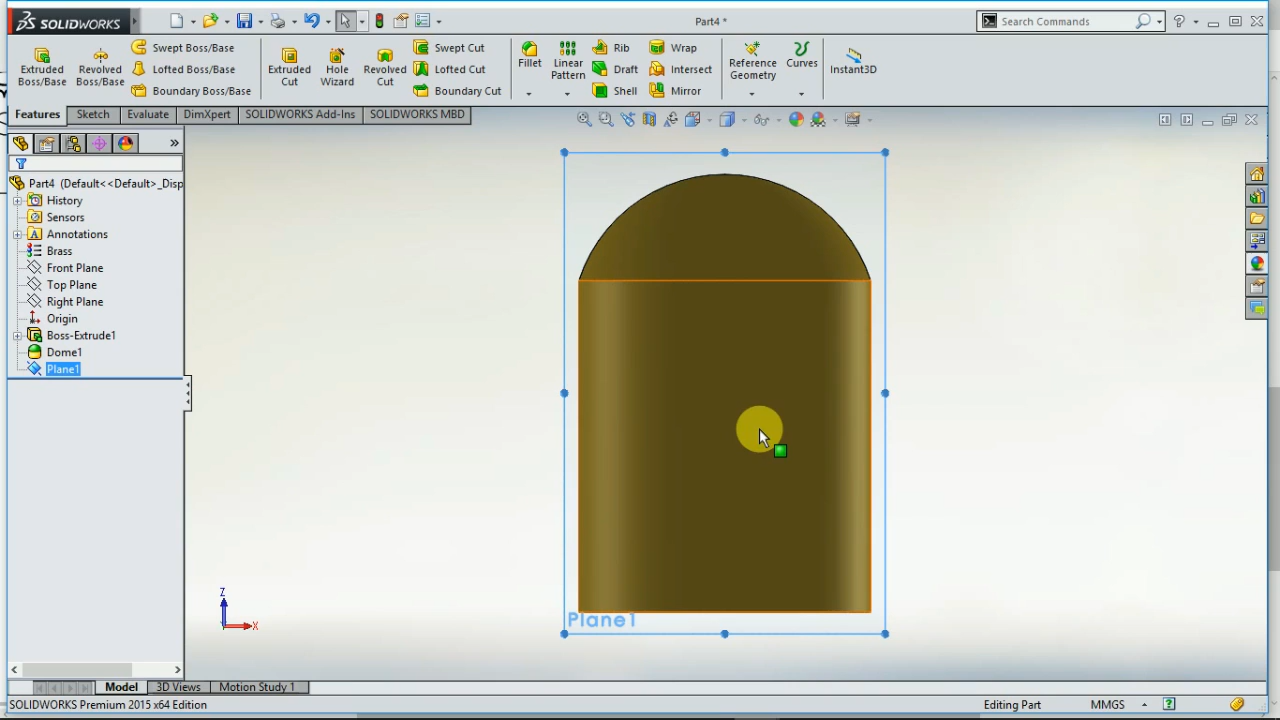 SOLIDWORKS
Part4 *
Search Commands
Extruded Boss/Base
Revolved Boss/Base
Swept Boss/Base
Lofted Boss/Base
Boundary Boss/Base
Extruded Cut
Hole Wizard
Revolved Cut
Swept Cut
Lofted Cut
Boundary Cut
Fillet
Linear Pattern
Rib
Draft
Shell
Wrap
Intersect
Mirror
Reference Geometry
Curves
Instant3D
Features
Sketch
Evaluate
DimXpert
SOLIDWORKS Add-Ins
SOLIDWORKS MBD
Part4 (Default<<Default>_Disp
History
Sensors
Annotations
Brass
Front Plane
Top Plane
Right Plane
Origin
Boss-Extrude1
Dome1
Plane1
Plane1
Z
X
Model
3D Views
Motion Study 1
SOLIDWORKS Premium 2015 x64 Edition
Editing Part
MMGS